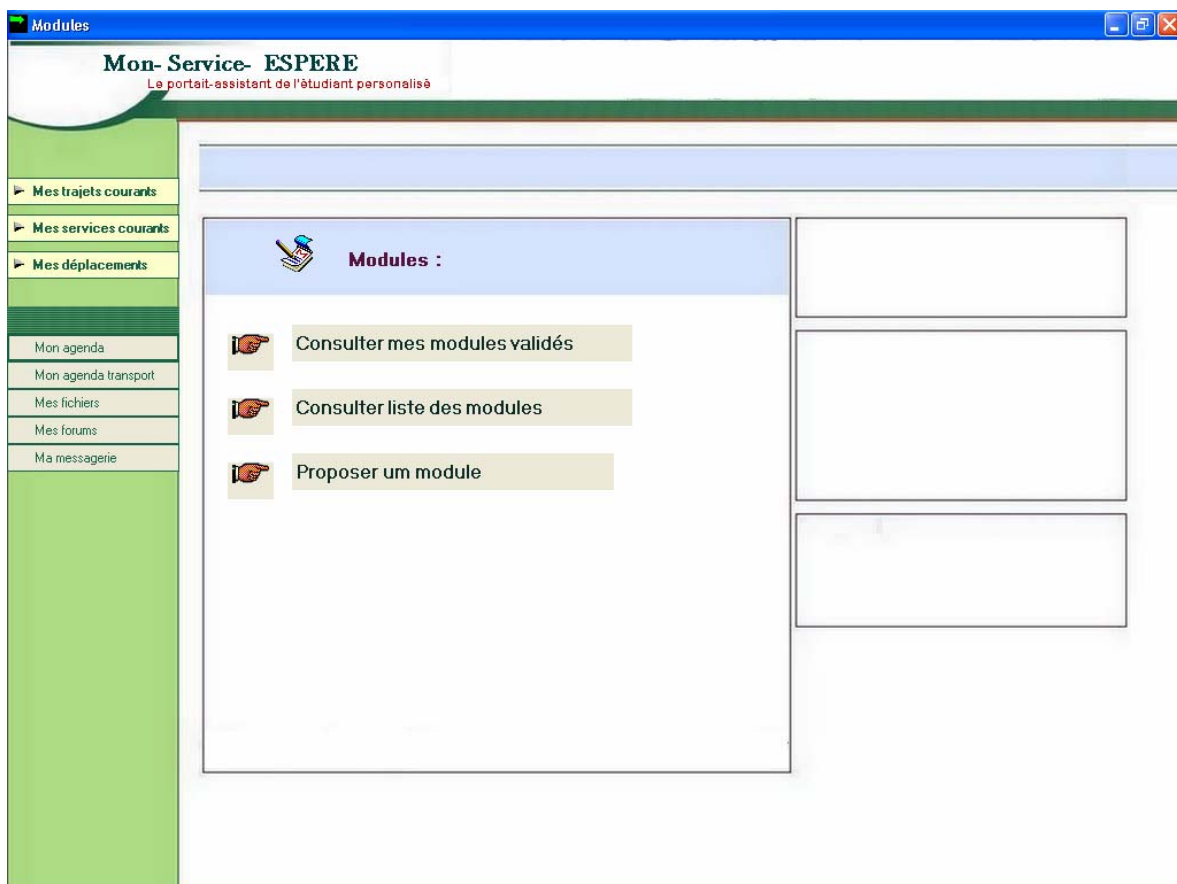 Modules
Mon- Service- ESPERE
Le portait-assistant de l'ètudiant personalisè
Mes trajets courants
Mes services courants
Mes déplacements
Mon agenda
Mon agenda transport
Mes fichiers
Mes forums
Ma messagerie
Modules :
Consulter mes modules validés
Consulter liste des modules
Proposer um module